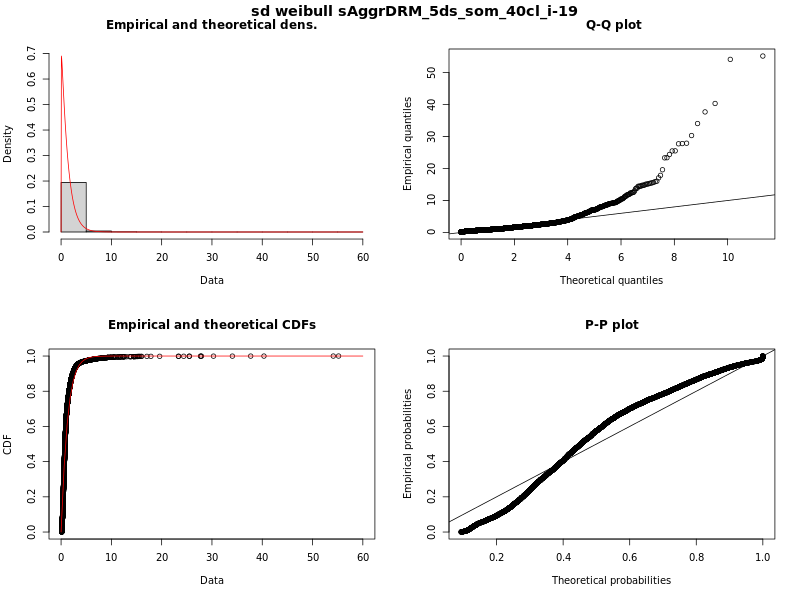 sd weibull sAggrDRM_5ds_som_40cl_i-19
Empirical and theoretical dens.
Density
0.0 0.1 0.2 0.3 0.4 0.5 0.6 0.7
0 10 20 30 40 50 60
Data
Q-Q plot
Empirical quantiles
0 10 20 30 40 50
0 2 4 6 8 10
Theoretical quantiles
Empirical and theoretical CDFs
CDF
0.0 0.2 0.4 0.6 0.8 1.0
0 10 20 30 40 50 60
Data
P-P plot
Empirical probabilities
0.0 0.2 0.4 0.6 0.8 1.0
0.2 0.4 0.6 0.8 1.0
Theoretical probabilities